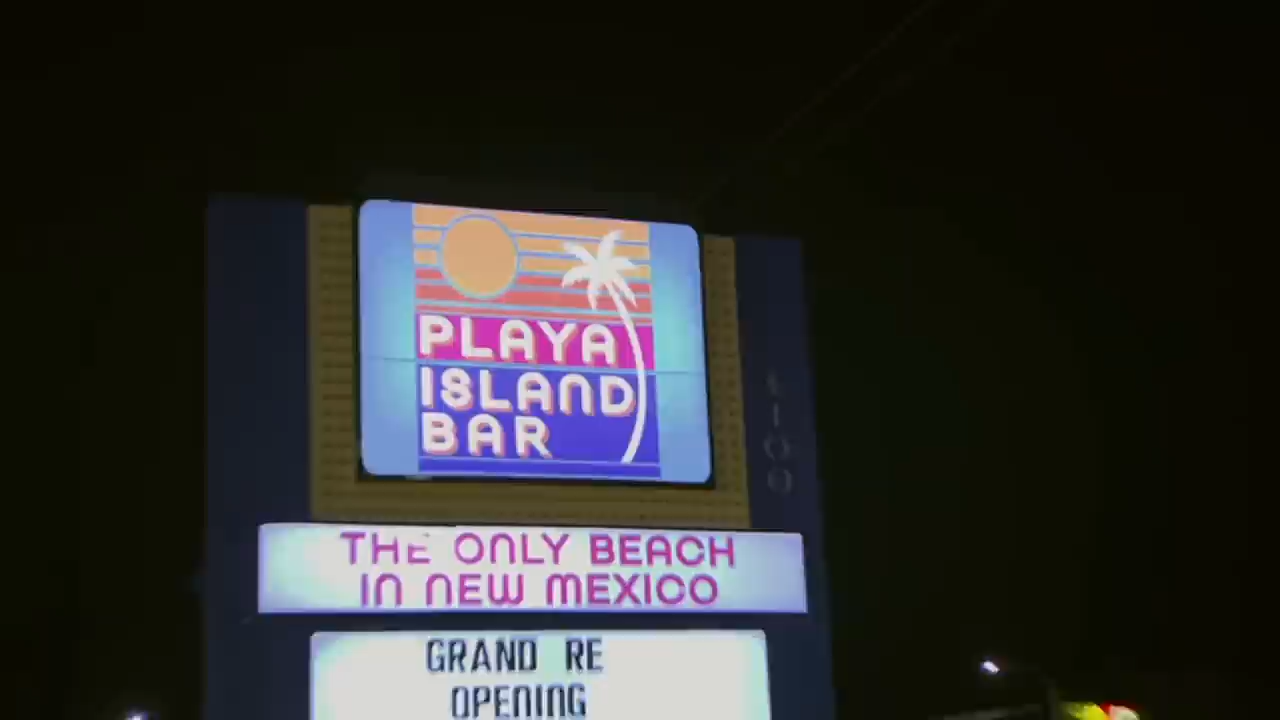 PLAYA
ISLAND
BAR
THE ONLY BEACH
IN NEW MEXICO
GRAND RE
OPENING